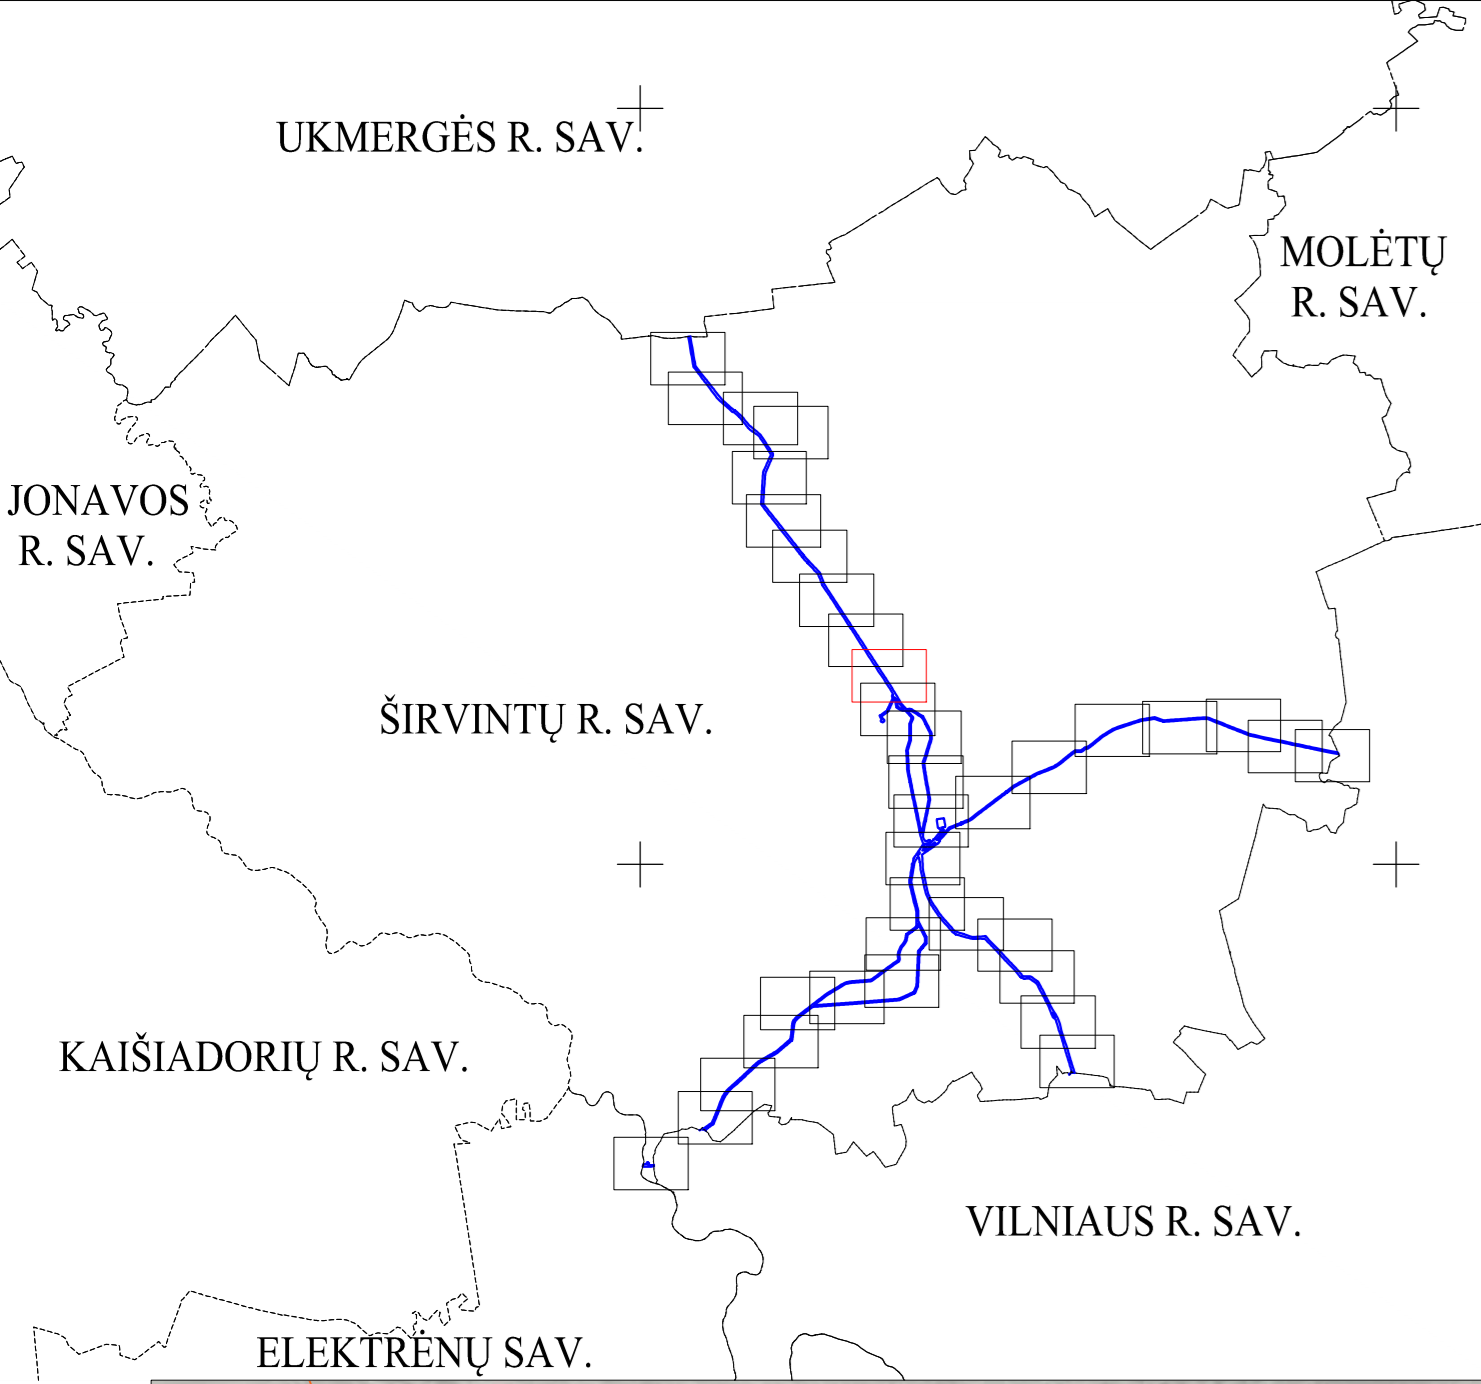 UKMERGĖS R. SAV.
MOLĖTŲ
R. SAV.
JONAVOS
R. SAV.
ŠIRVINTŲ R. SAV.
KAIŠIADORIŲ R. SAV.
VILNIAUS R. SAV.
ELEKTRĖNŲ SAV.